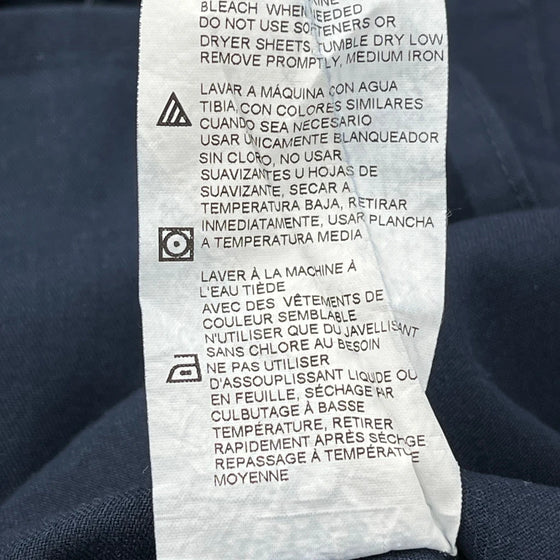 BLEACH WHEN NEEDED
DO NOT USE SOFTENERS OR
DRYER SHEETS, TUMBLE DRY LOW
REMOVE PROMPTLY, MEDIUM IRON
LAVAR A MÁQUINA CON AGUA
TIBIA, CON COLORES SIMILARES
CUANDO SEA NECESARIO
USAR ÚNICAMENTE BLANQUEADOR
SIN CLORO, NO USAR
SUAVIZANTES U HOJAS DE
SUAVIZANTE, SECAR A
TEMPERATURA BAJA, RETIRAR
INMEDIATAMENTE, USAR PLANCHA
A TEMPERATURA MEDIA
LAVER À LA MACHINE À
L'EAU TIÈDE
AVEC DES VÊTEMENTS DE
COULEUR SEMBLABLE
N'UTILISER QUE DU JAVELLISANT
SANS CHLORE AU BESOIN
NE PAS UTILISER
D'ASSOUPLISSANT LIQUIDE OU
EN FEUILLE, SÉCHAGE PAR
CULBUTAGE À BASSE
TEMPÉRATURE, RETIRER
RAPIDEMENT APRÈS SÉCHAGE
REPASSAGE À TEMPÉRATURE
MOYENNE